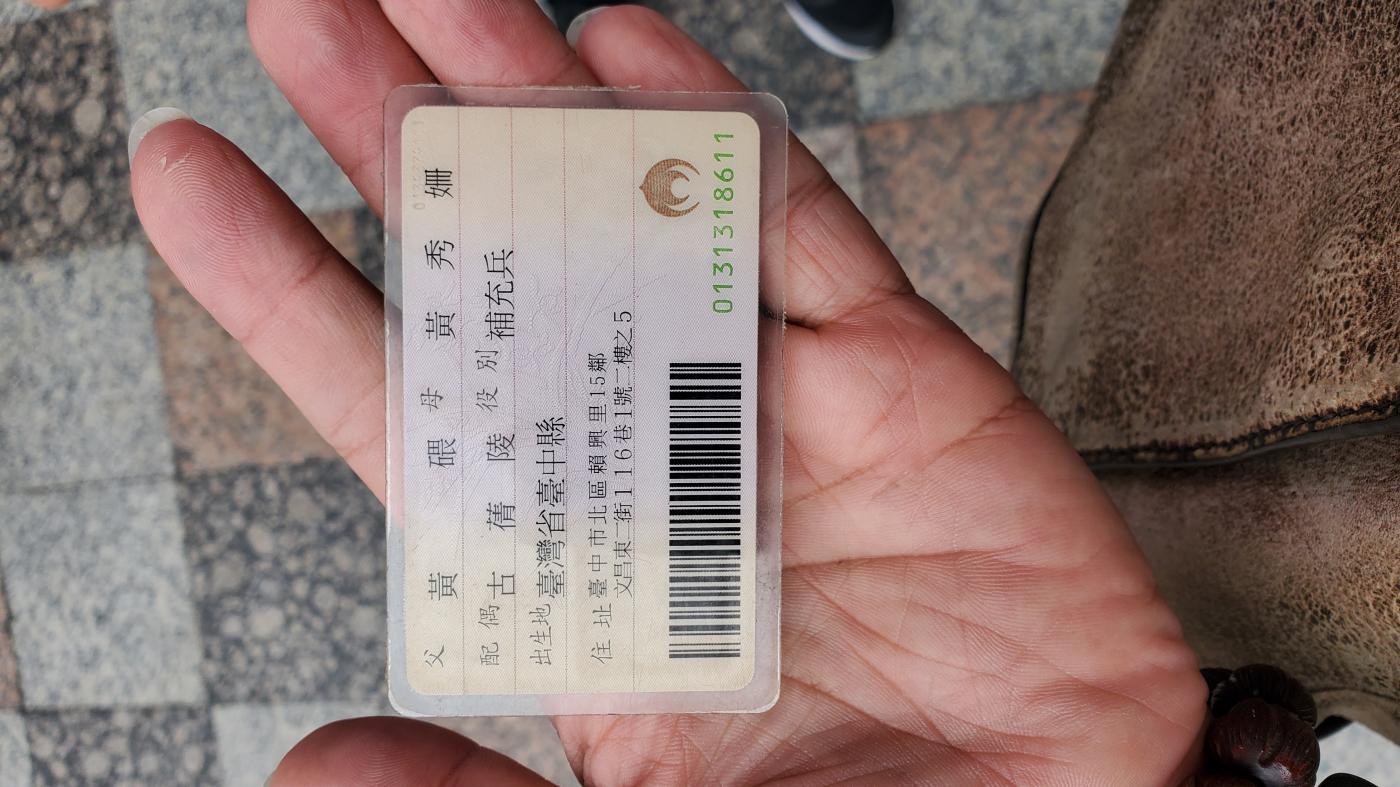 父 黃 碨 母 黃 秀 姍
配偶 古 蒨 陵 役別 補充兵
出生地 臺灣省臺中縣
住址 臺中市北區賴興里15鄰
文昌東二街116巷1號二樓之5
0131318611